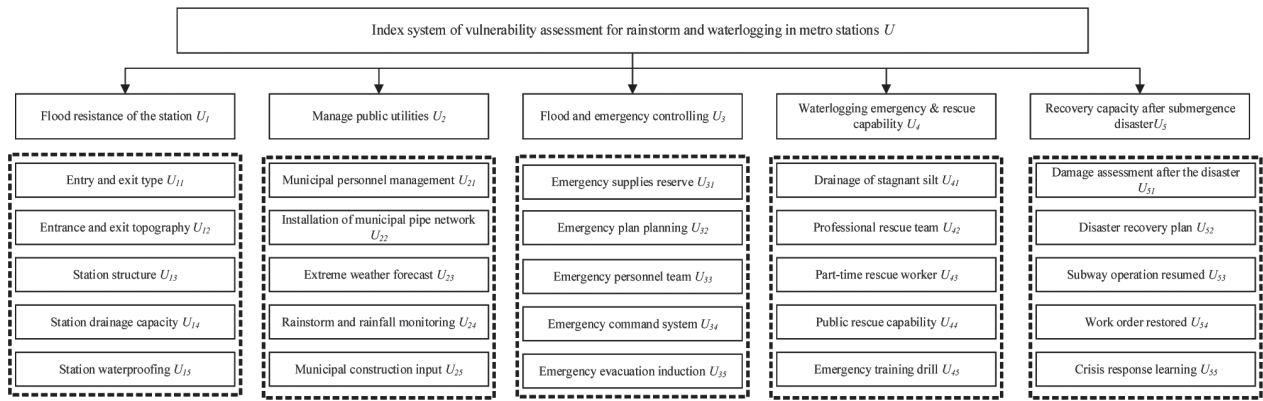 Index system of vulnerability assessment for rainstorm and waterlogging in metro stations U
Flood resistance of the station U1
Manage public utilities U2
Flood and emergency controlling U3
Waterlogging emergency & rescue
capability U4
Recovery capacity after submergence
disasterU5
Entry and exit type U11
Entrance and exit topography U12
Station structure U13
Station drainage capacity U14
Station waterproofing U15
Municipal personnel management U21
Installation of municipal pipe network
U22
Extreme weather forecast U23
Rainstorm and rainfall monitoring U24
Municipal construction input U25
Emergency supplies reserve U31
Emergency plan planning U32
Emergency personnel team U33
Emergency command system U34
Emergency evacuation induction U35
Drainage of stagnant silt U41
Professional rescue team U42
Part-time rescue worker U43
Public rescue capability U44
Emergency training drill U45
Damage assessment after the disaster
U51
Disaster recovery plan U52
Subway operation resumed U53
Work order restored U54
Crisis response learning U55